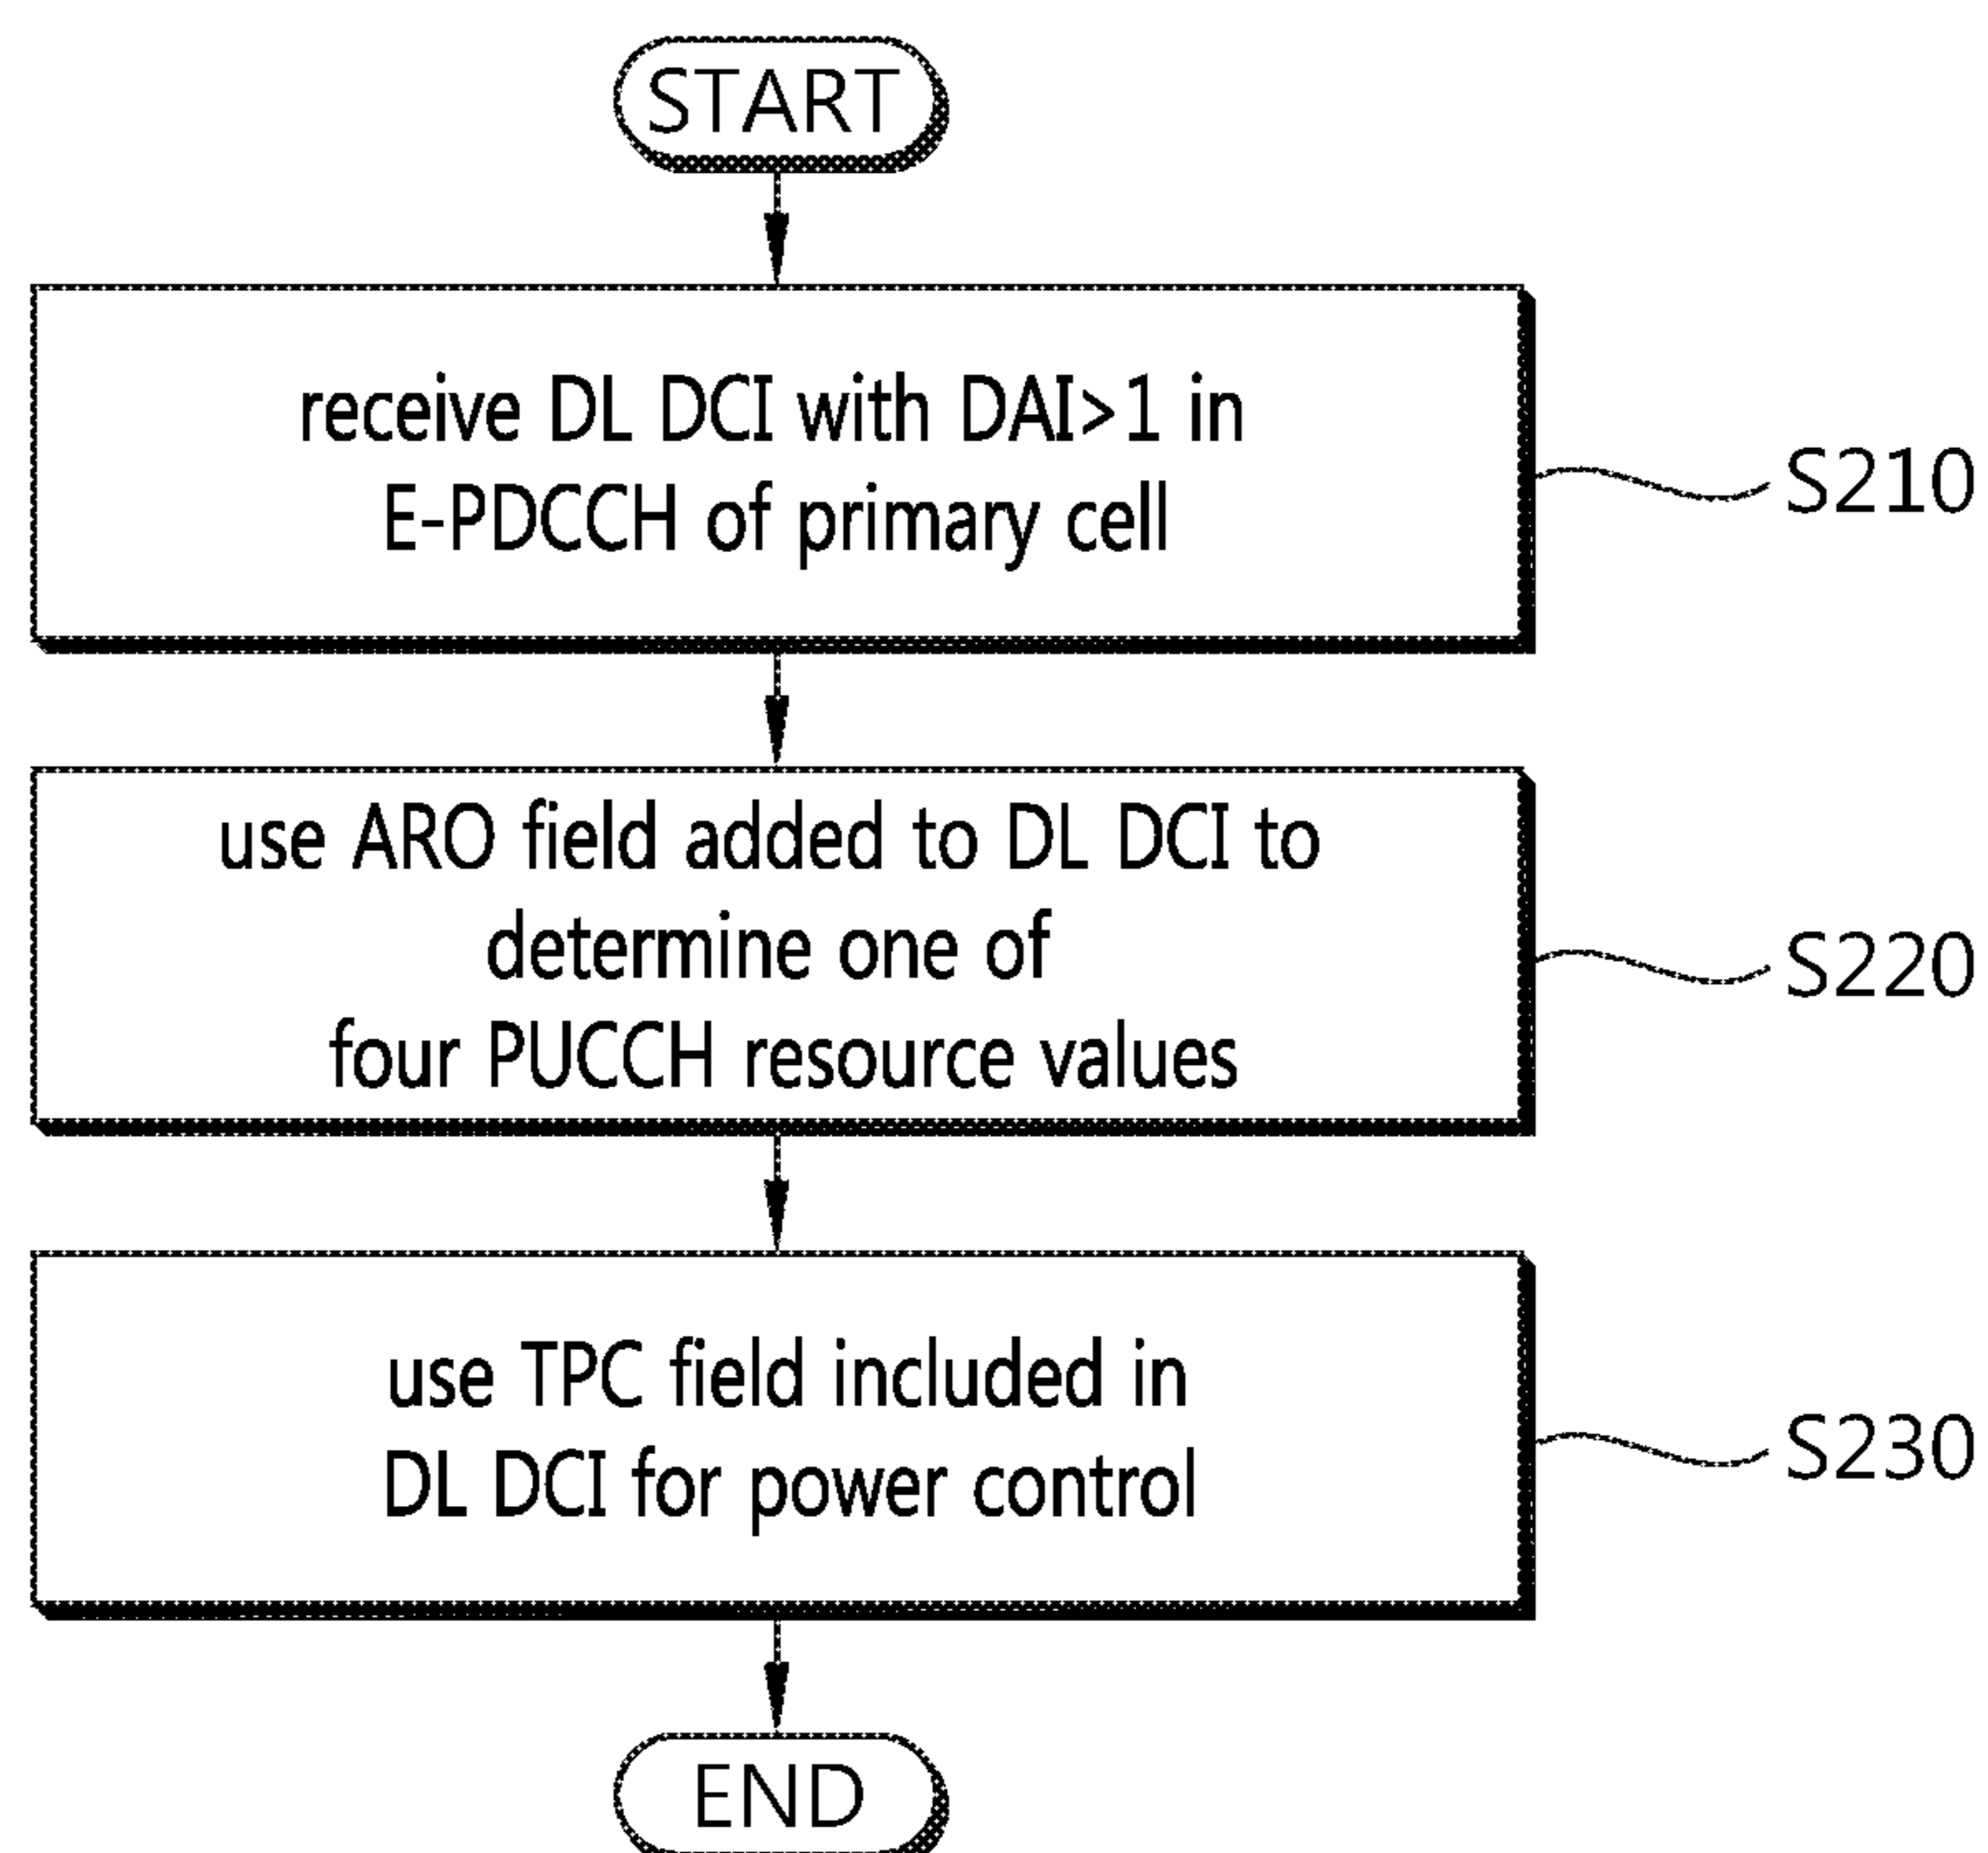 START
receive DL DCI with DAI>1 in
E-PDCCH of primary cell
S210
use ARO field added to DL DCI to
determine one of
four PUCCH resource values
S220
use TPC field included in
DL DCI for power control
S230
END